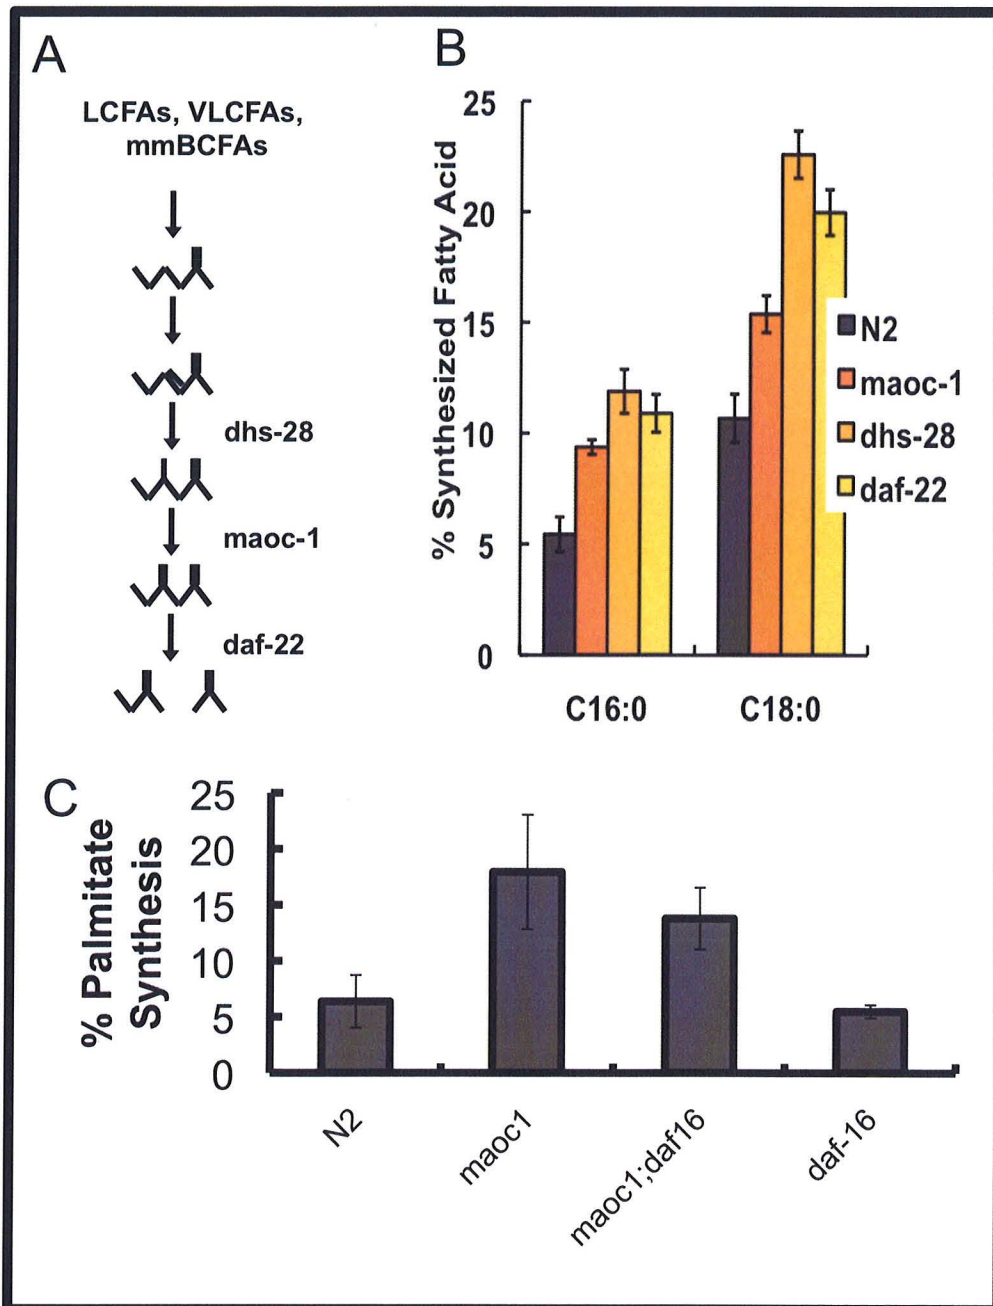 A
LCFAs, VLCFAs,
mmBCFAs
dhs-28
maoc-1
daf-22
B
% Synthesized Fatty Acid
25
20
15
10
5
0
C16:0
C18:0
N2
maoc-1
dhs-28
daf-22
C
% Palmitate
Synthesis
25
20
15
10
5
0
N2
maoc1
maoc1;daf16
daf-16